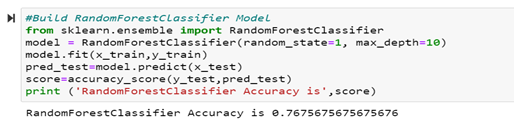 #Build RandomForestClassifier Model
from sklearn.ensemble import RandomForestClassifier
model = RandomForestClassifier(random_state=1, max_depth=10)
model.fit(x_train,y_train)
pred_test=model.predict(x_test)
score=accuracy_score(y_test,pred_test)
print ('RandomForestClassifier Accuracy is',score)
RandomForestClassifier Accuracy is 0.7675675675675676